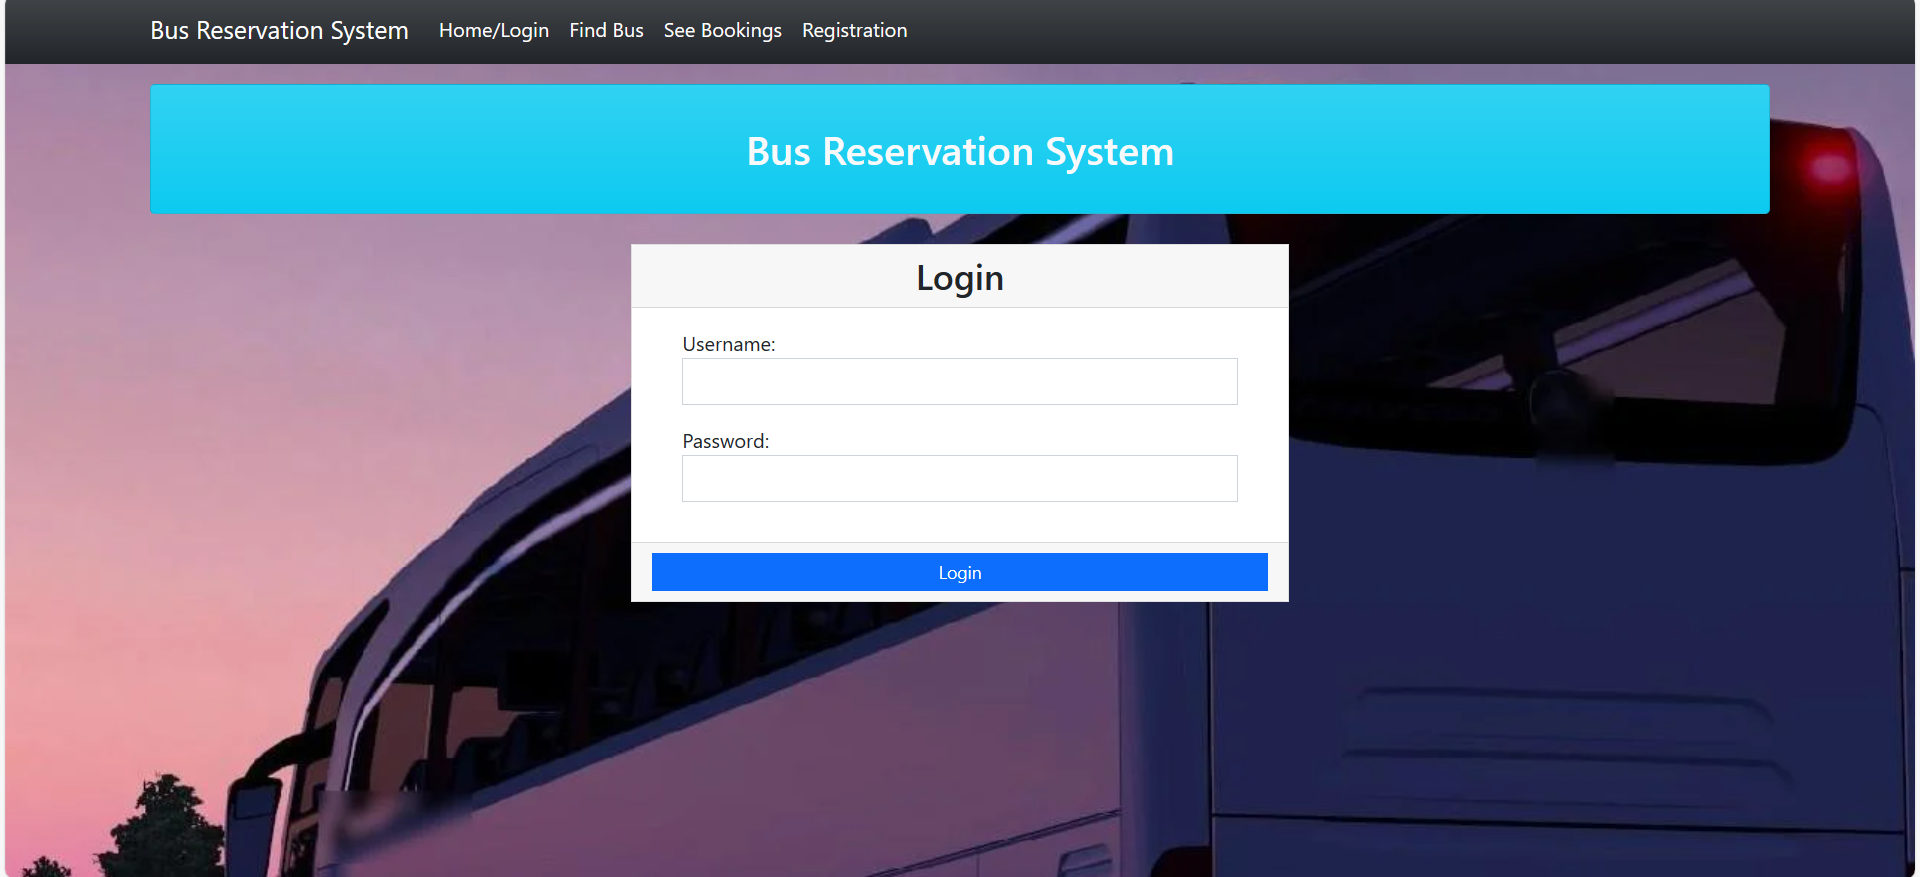 Bus Reservation System Home/Login Find Bus See Bookings Registration
Bus Reservation System
Login
Username:
Password:
Login